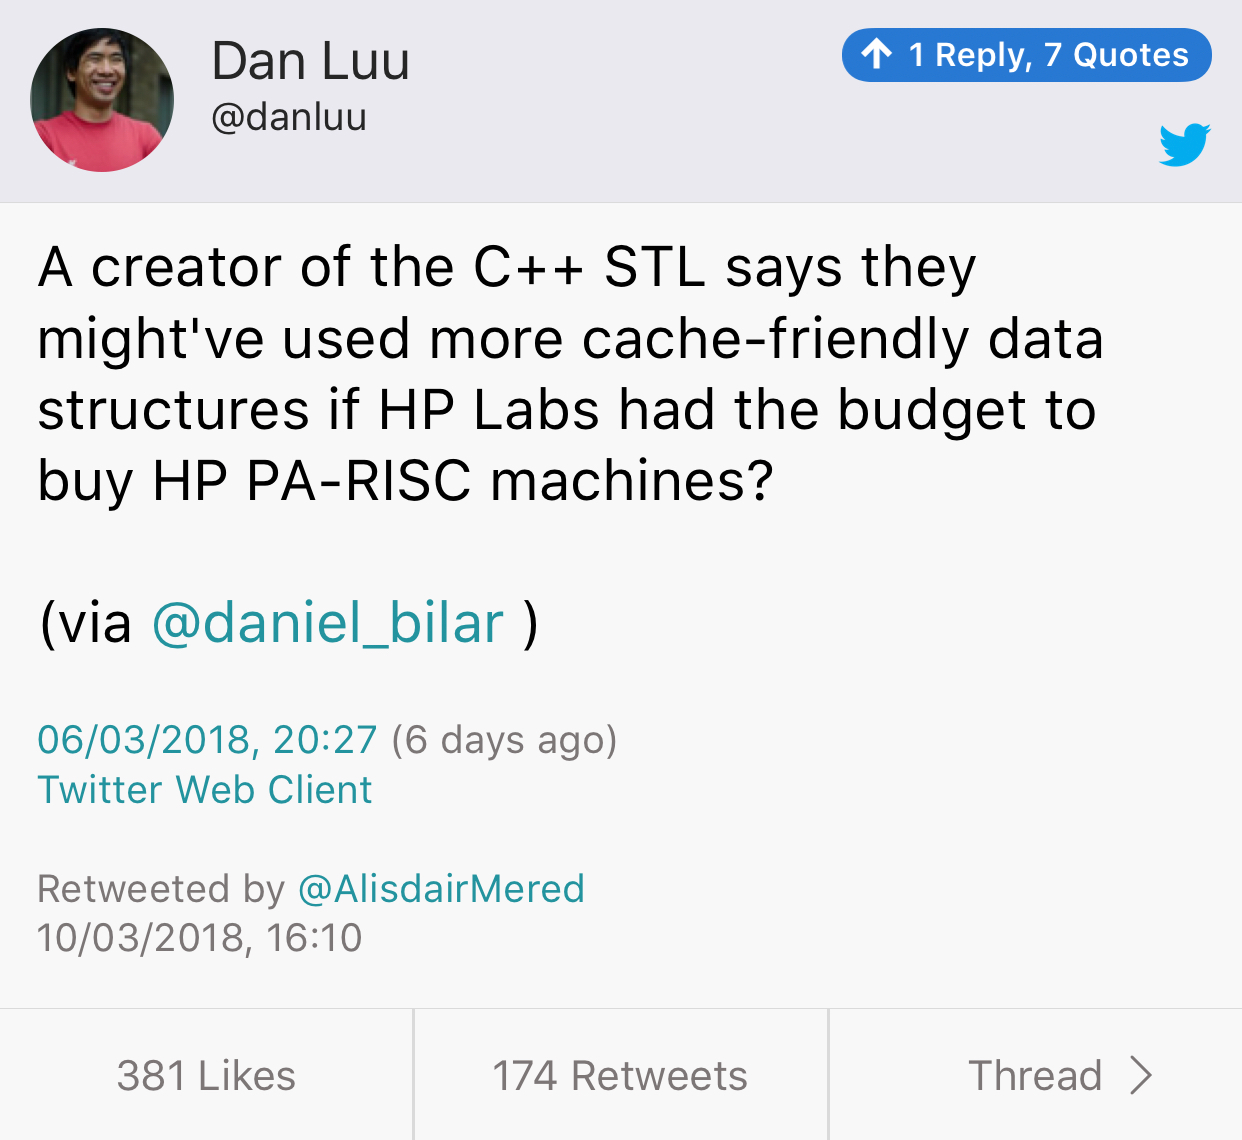 Dan Luu
@danluu
1 Reply, 7 Quotes
A creator of the C++ STL says they
might've used more cache-friendly data
structures if HP Labs had the budget to
buy HP PA-RISC machines?
(via @daniel_bilar )
06/03/2018, 20:27 (6 days ago)
Twitter Web Client
Retweeted by @AlisdairMered
10/03/2018, 16:10
381 Likes
174 Retweets
Thread